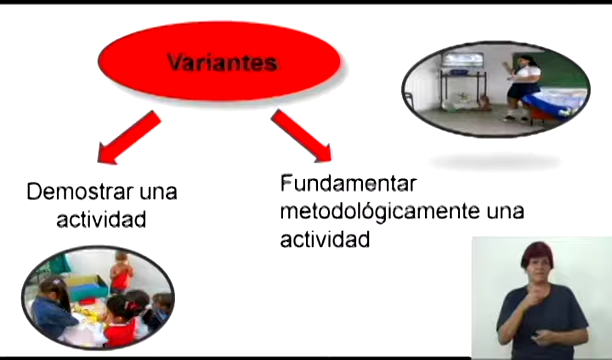 Variantes
Demostrar una
actividad
Fundamentar
metodológicamente una
actividad